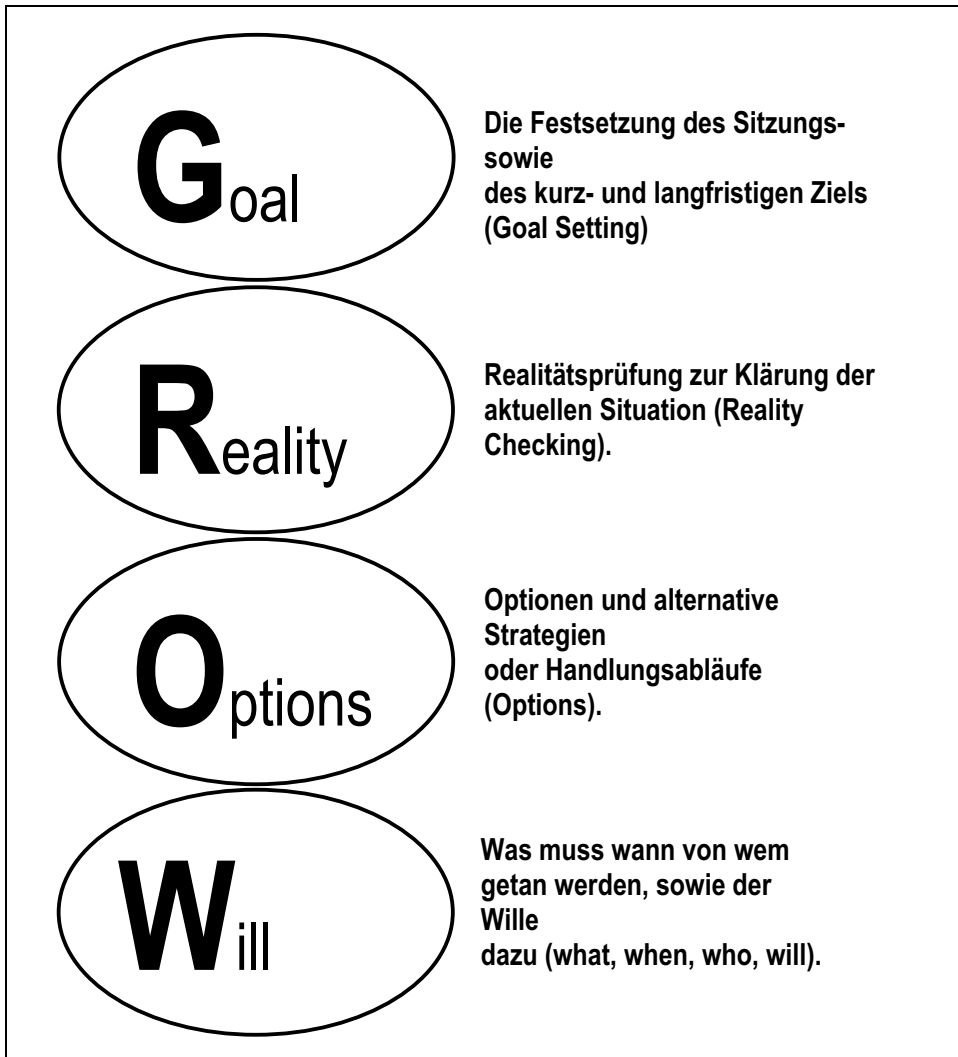 Goal
Die Festsetzung des Sitzungs-
sowie
des kurz- und langfristigen Ziels
(Goal Setting)
Reality
Realitätsprüfung zur Klärung der
aktuellen Situation (Reality
Checking).
Options
Optionen und alternative
Strategien
oder Handlungsabläufe
(Options).
Will
Was muss wann von wem
getan werden, sowie der
Wille
dazu (what, when, who, will).